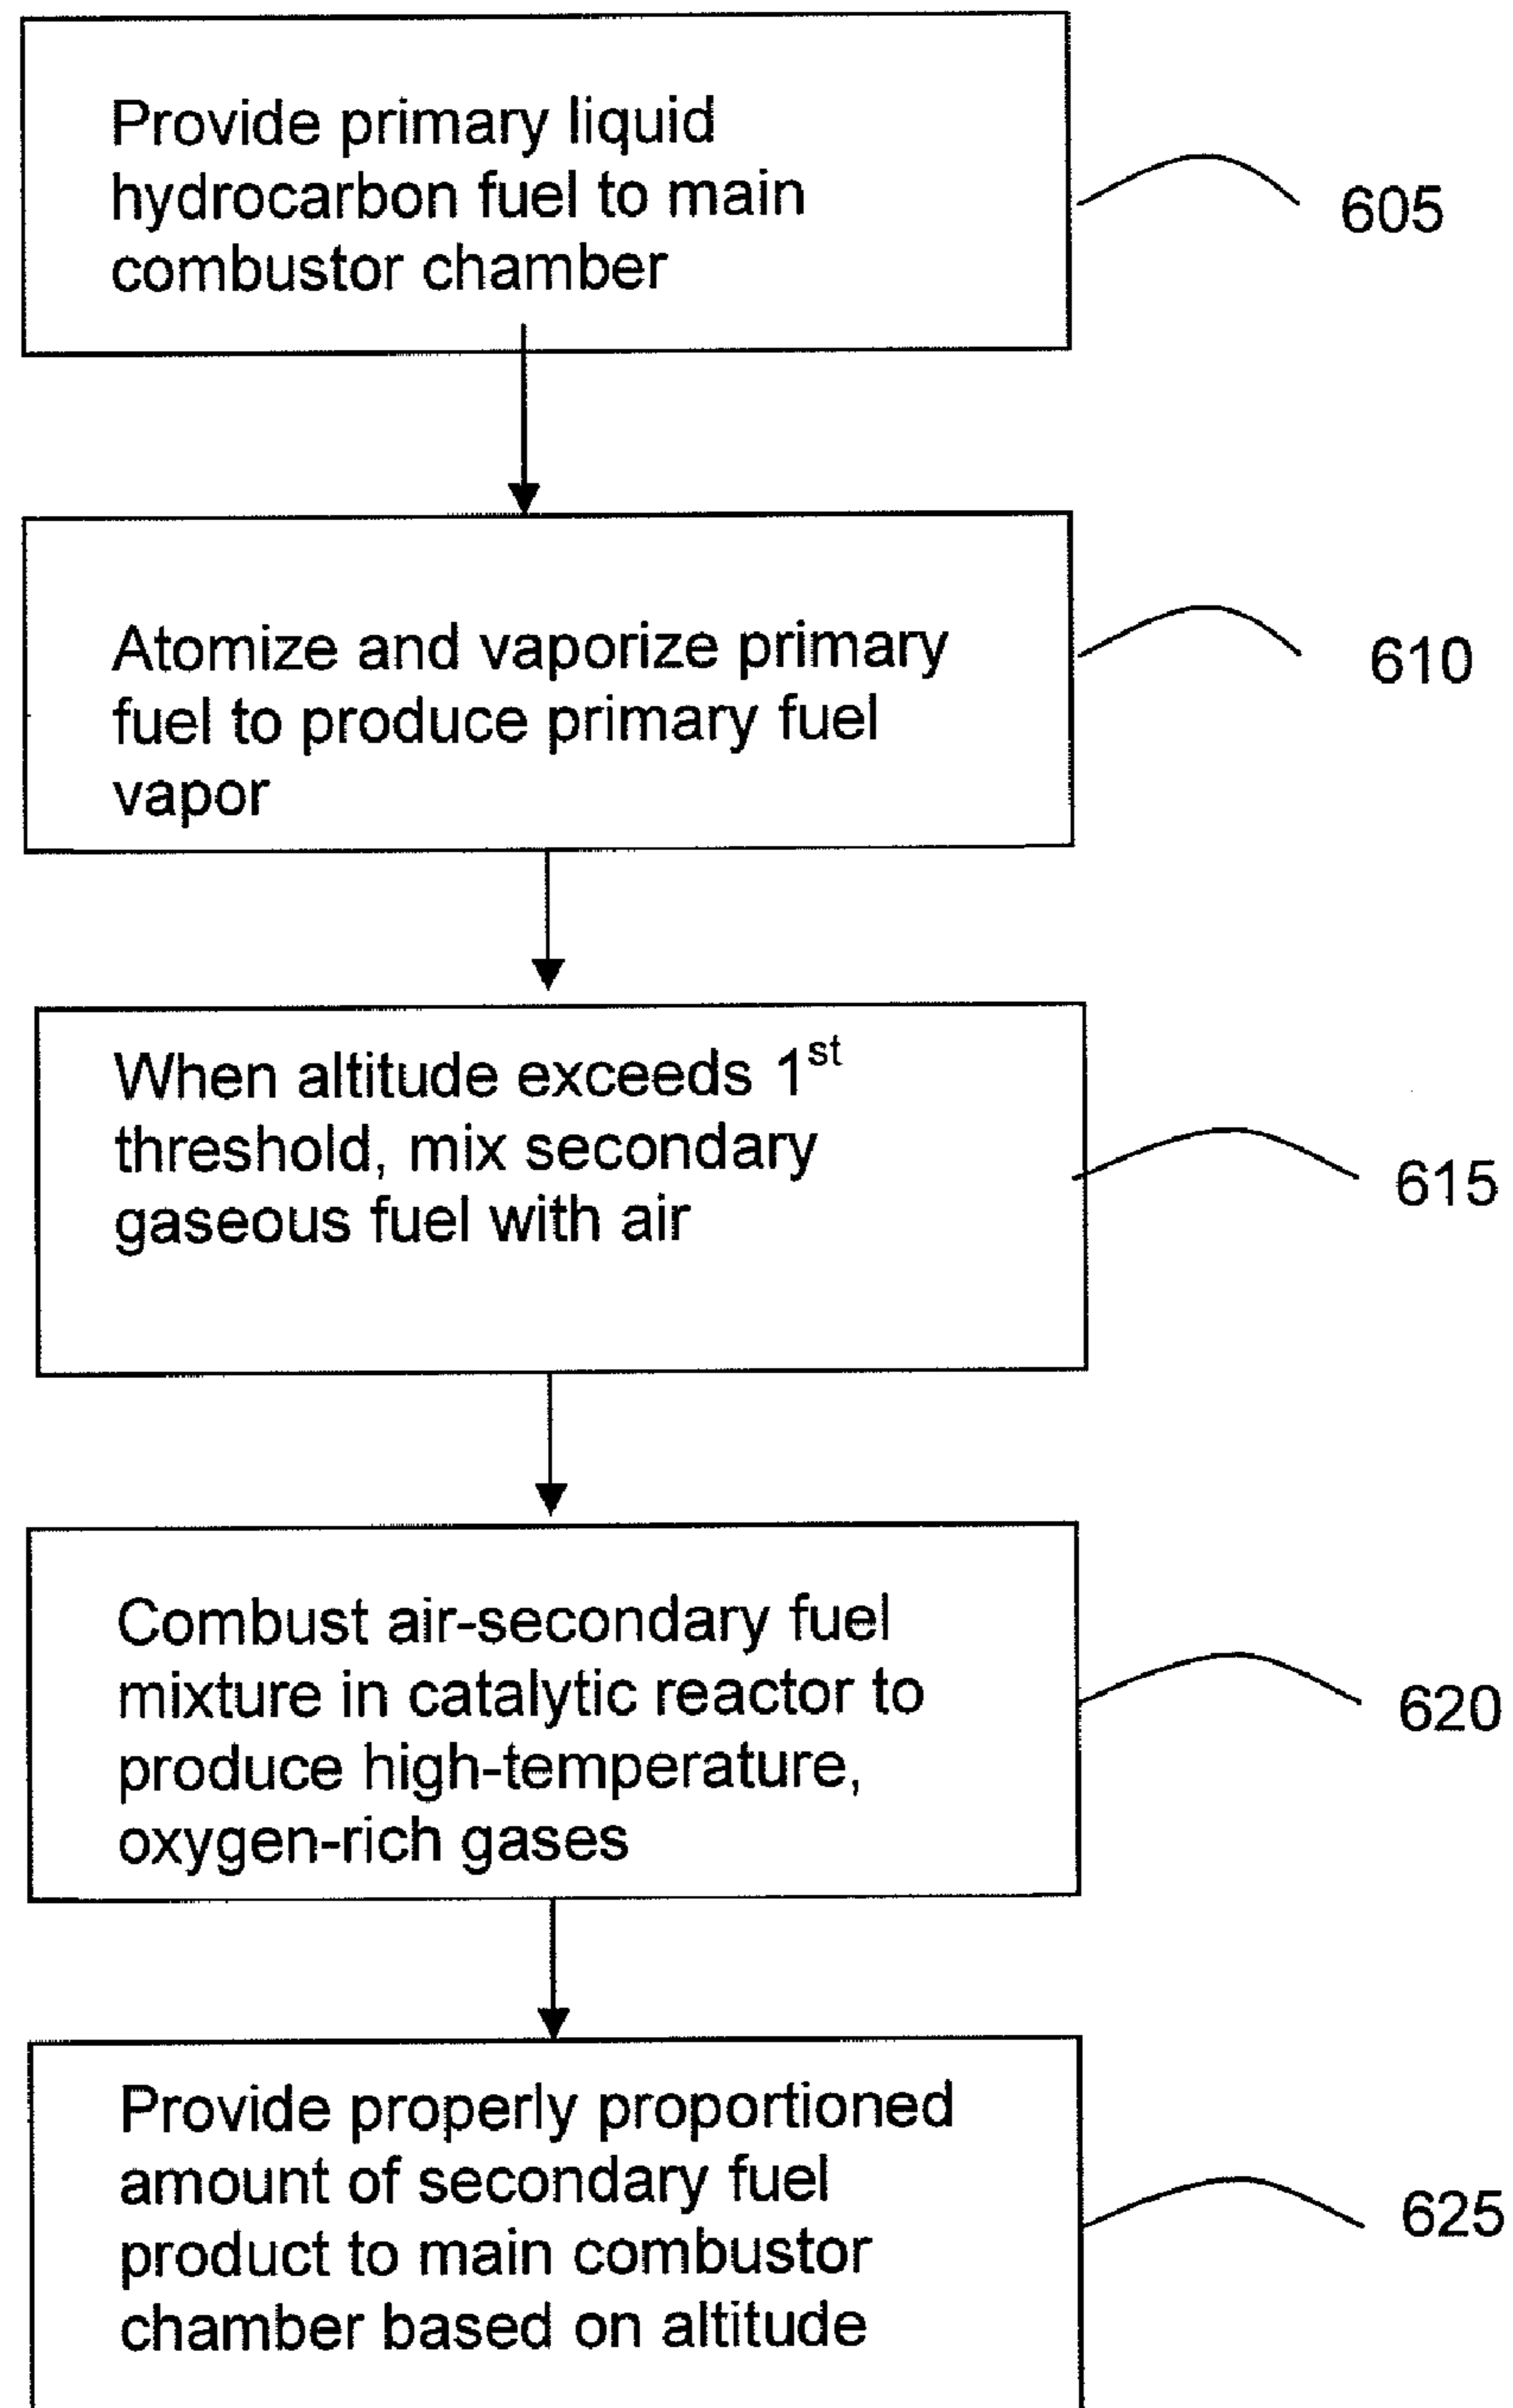 Provide primary liquid
hydrocarbon fuel to main
combustor chamber
605
Atomize and vaporize primary
fuel to produce primary fuel
vapor
610
When altitude exceeds 1st
threshold, mix secondary
gaseous fuel with air
615
Combust air-secondary fuel
mixture in catalytic reactor to
produce high-temperature,
oxygen-rich gases
620
Provide properly proportioned
amount of secondary fuel
product to main combustor
chamber based on altitude
625